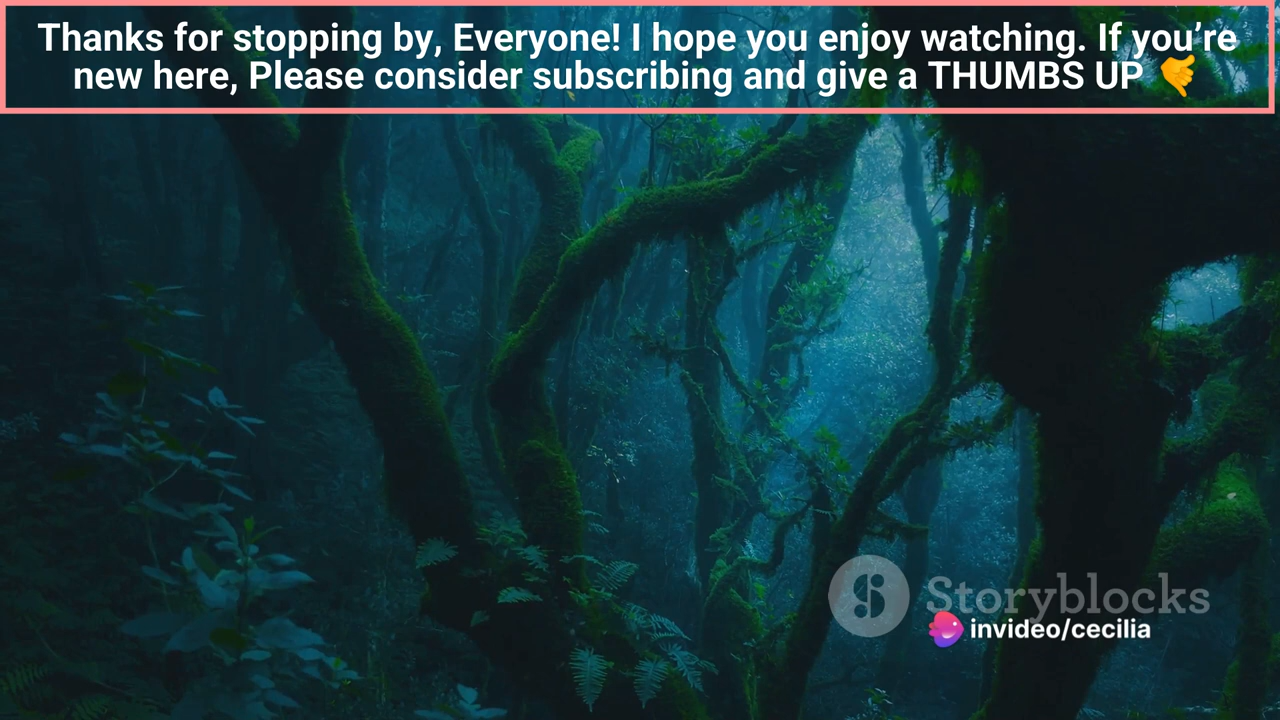 Thanks for stopping by, Everyone! I hope you enjoy watching. If you’re
new here, Please consider subscribing and give a THUMBS UP 🤙
Storyblocks
invideo/cecilia